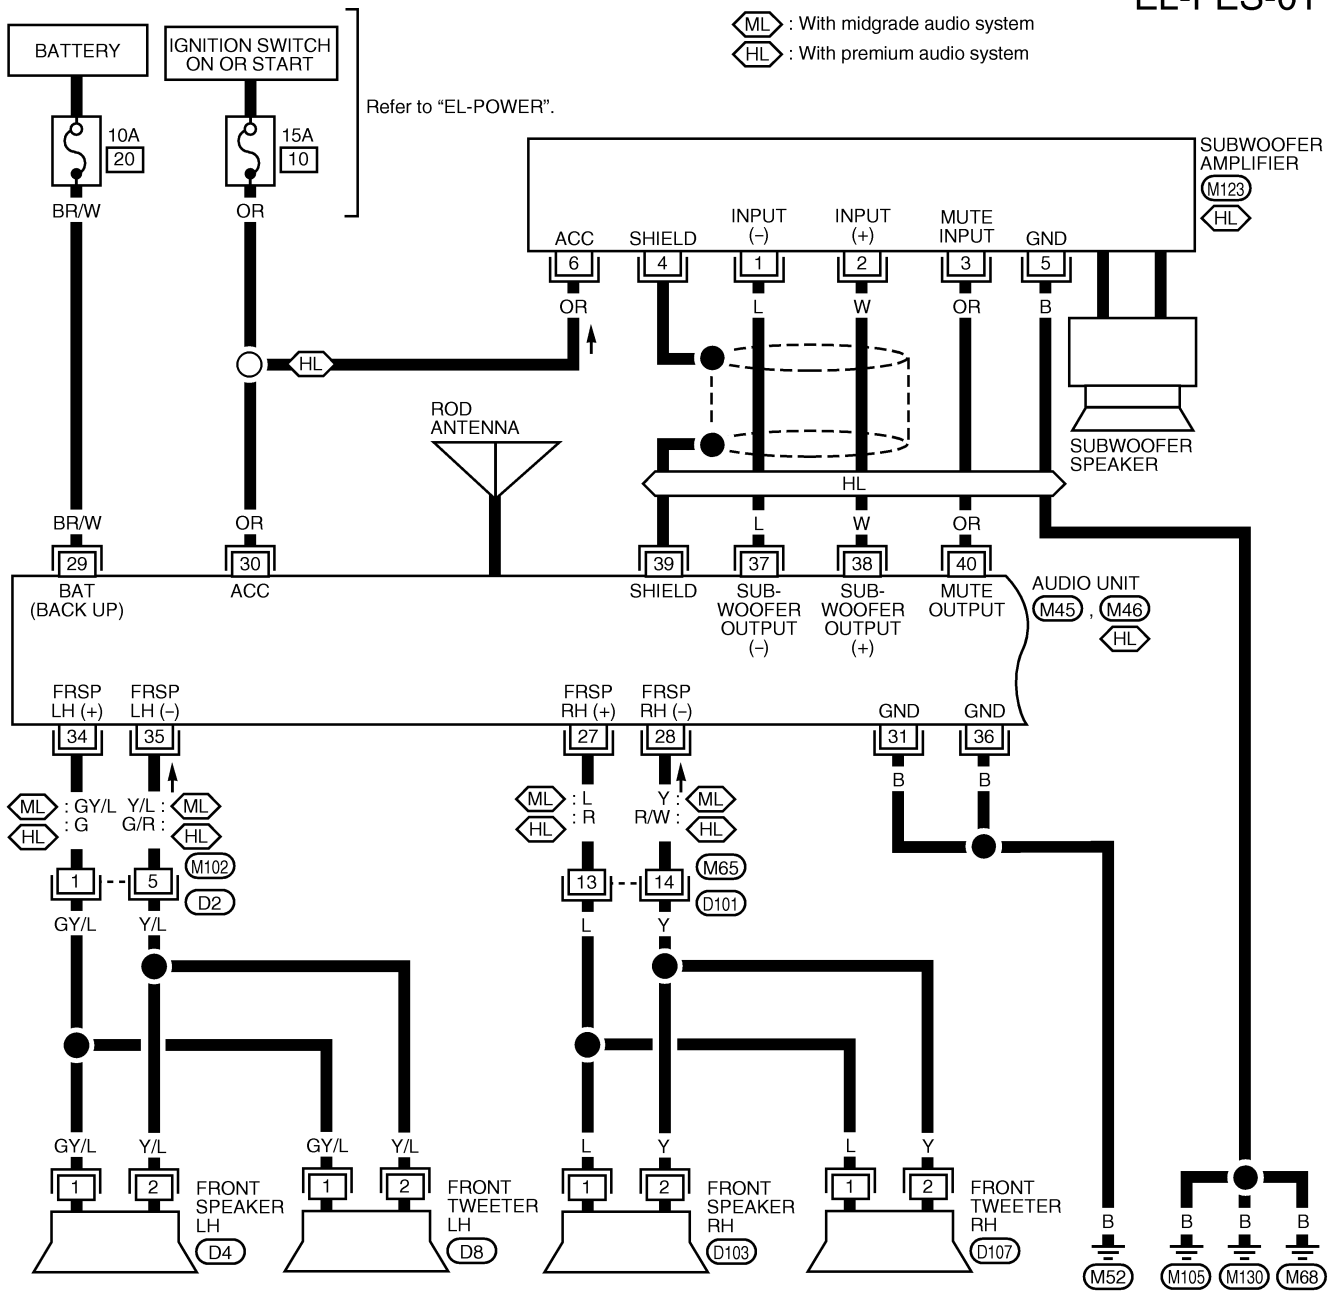 ML : With midgrade audio system
HL : With premium audio system
BATTERY
IGNITION SWITCH
ON OR START
Refer to “EL-POWER”.
10A
20
15A
10
BR/W
OR
SUBWOOFER
AMPLIFIER
M123
HL
ACC
SHIELD
INPUT
(–)
INPUT
(+)
MUTE
INPUT
GND
6
4
1
2
3
5
OR
L
W
OR
B
HL
ROD
ANTENNA
SUBWOOFER
SPEAKER
HL
BR/W
OR
L
W
OR
29
30
39
37
38
40
BAT
(BACK UP)
ACC
SHIELD
SUB-
WOOFER
OUTPUT
(–)
SUB-
WOOFER
OUTPUT
(+)
MUTE
OUTPUT
AUDIO UNIT
M45 , M46
HL
FRSP
LH (+)
FRSP
LH (–)
FRSP
RH (+)
FRSP
RH (–)
GND
GND
34
35
27
28
31
36
B
B
ML : GY/L
HL : G
Y/L : ML
G/R : HL
ML : L
HL : R
Y : ML
R/W : HL
1
5
M102
D2
13
14
M65
D101
GY/L
Y/L
L
Y
GY/L
Y/L
GY/L
Y/L
L
Y
L
Y
1
2
1
2
1
2
1
2
FRONT
SPEAKER
LH
D4
FRONT
TWEETER
LH
D8
FRONT
SPEAKER
RH
D103
FRONT
TWEETER
RH
D107
B
B
B
B
M52
M105
M130
M68